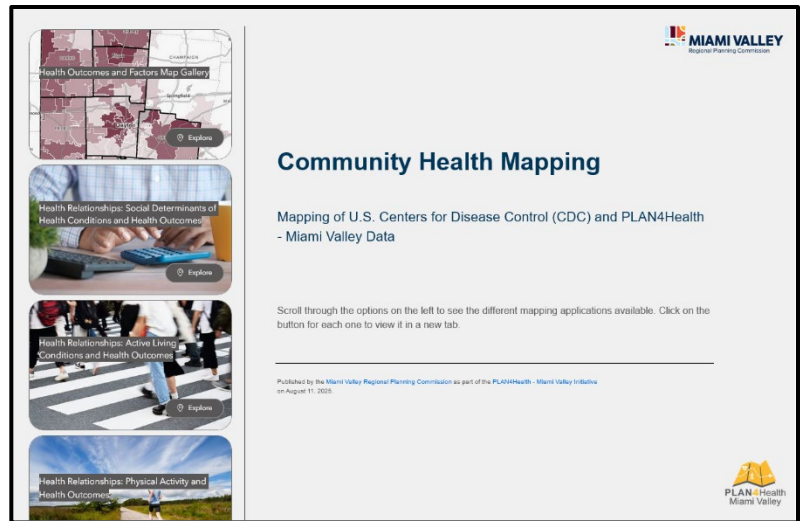 CHAMPAIGN
Health Outcomes and Factors Map Gallery
Springfield
Dayton
Explore
Health Relationships: Social Determinants of
Health Conditions and Health Outcomes
Explore
Health Relationships: Active Living
Conditions and Health Outcomes
Explore
Health Relationships: Physical Activity and
Health Outcomes
MIAMI VALLEY
Regional Planning Commission
Community Health Mapping
Mapping of U.S. Centers for Disease Control (CDC) and PLAN4Health
- Miami Valley Data
Scroll through the options on the left to see the different mapping applications available. Click on the
button for each one to view it in a new tab.
Published by the Miami Valley Regional Planning Commission as part of the PLAN4Health - Miami Valley Initiative
on August 11, 2025.
PLAN4Health
Miami Valley